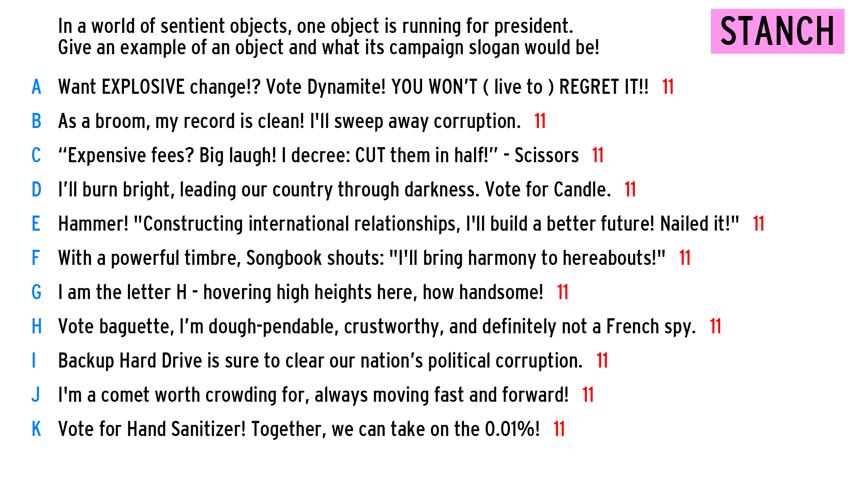 In a world of sentient objects, one object is running for president.
Give an example of an object and what its campaign slogan would be!
STANCH
A Want EXPLOSIVE change!? Vote Dynamite! YOU WON'T ( live to ) REGRET IT!! 11
B As a broom, my record is clean! I'll sweep away corruption. 11
C “Expensive fees? Big laugh! I decree: CUT them in half!” - Scissors 11
D I’ll burn bright, leading our country through darkness. Vote for Candle. 11
E Hammer! "Constructing international relationships, I'll build a better future! Nailed it!" 11
F With a powerful timbre, Songbook shouts: "I'll bring harmony to hereabouts!" 11
G I am the letter H - hovering high heights here, how handsome! 11
H Vote baguette, I’m dough-pendable, crustworthy, and definitely not a French spy. 11
I Backup Hard Drive is sure to clear our nation’s political corruption. 11
J I'm a comet worth crowding for, always moving fast and forward! 11
K Vote for Hand Sanitizer! Together, we can take on the 0.01%! 11